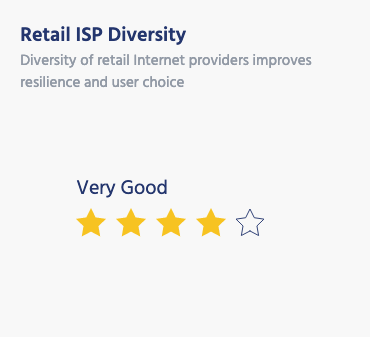 Retail ISP Diversity
Diversity of retail Internet providers improves
resilience and user choice
Very Good